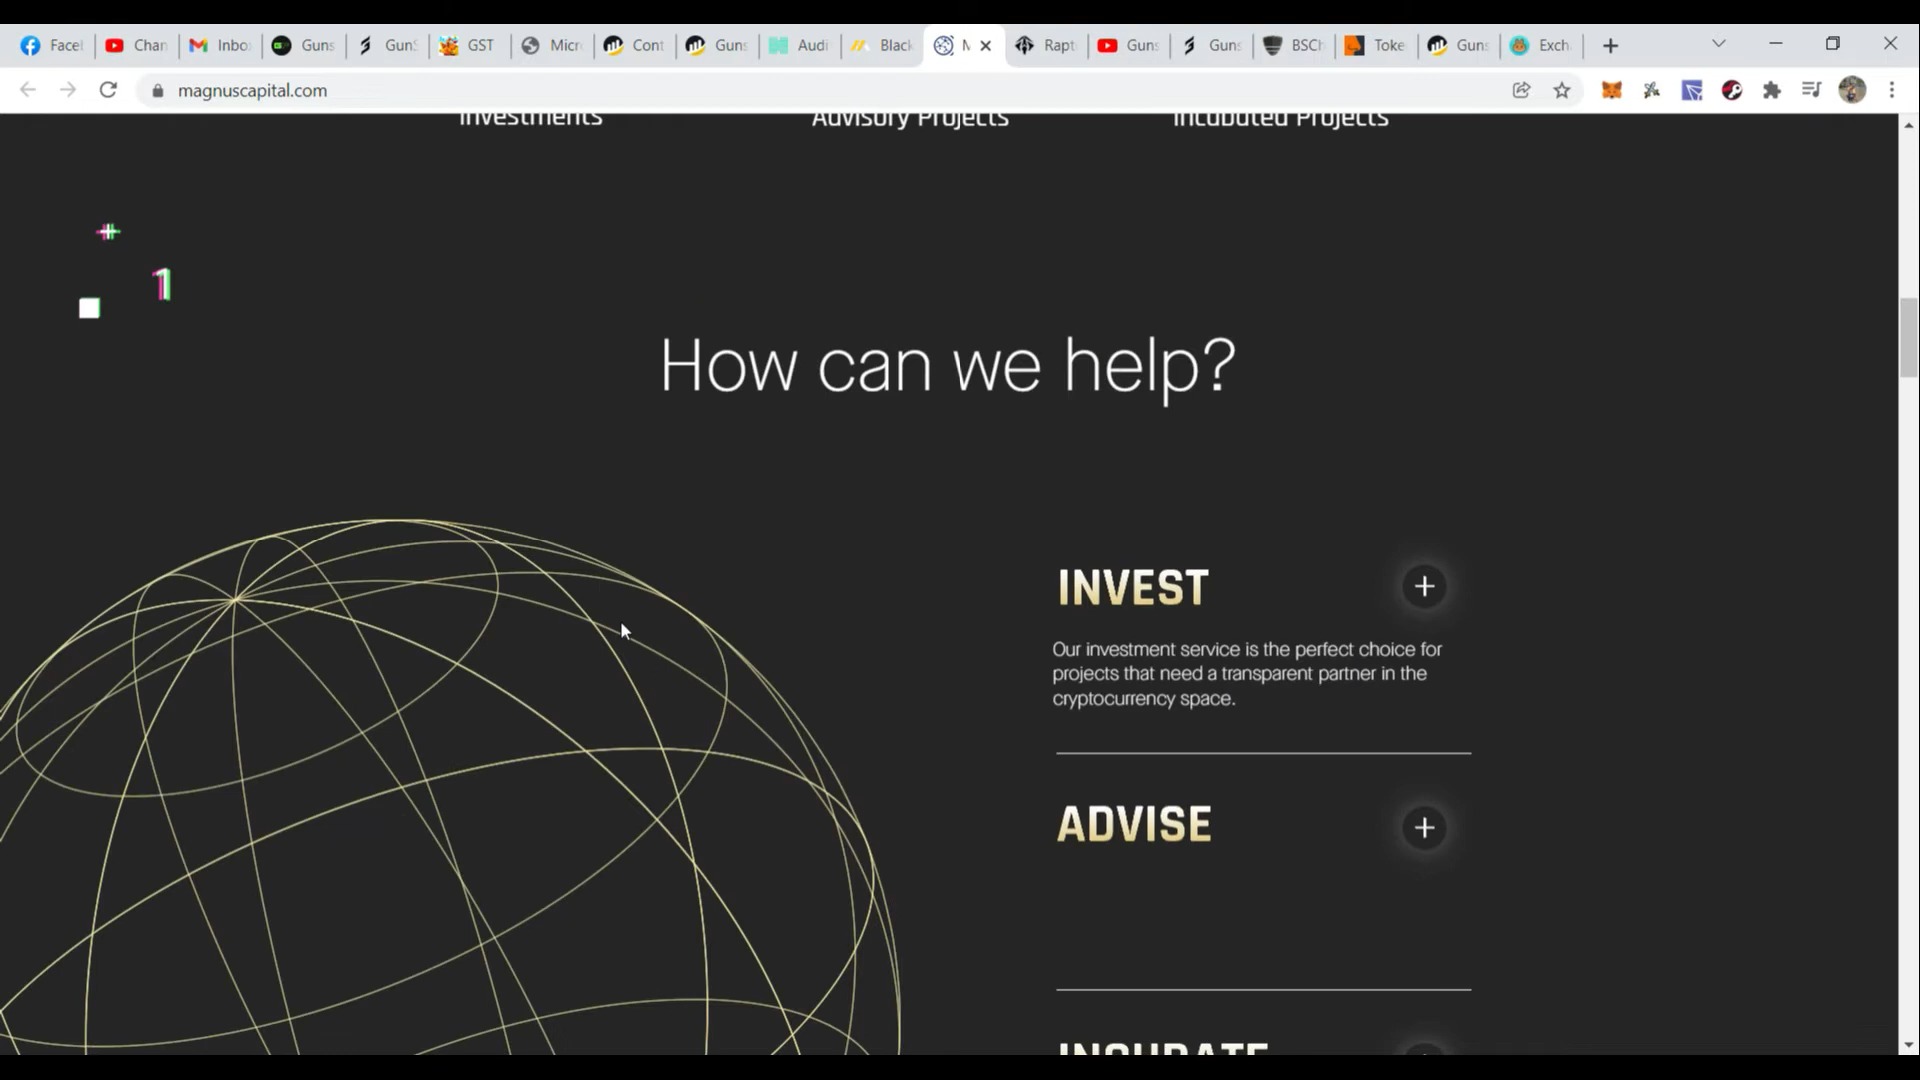 Facel
Chan
Inbo
Guns
GunS
GST
Micr
Cont
Guns
Audi
Black
M
Rapt
Guns
Guns
BSCh
Toke
Guns
Exch
magnuscapital.com
Investments
Advisory Projects
Incubated Projects
1
How can we help?
INVEST
Our investment service is the perfect choice for
projects that need a transparent partner in the
cryptocurrency space.
ADVISE
INCUBATE